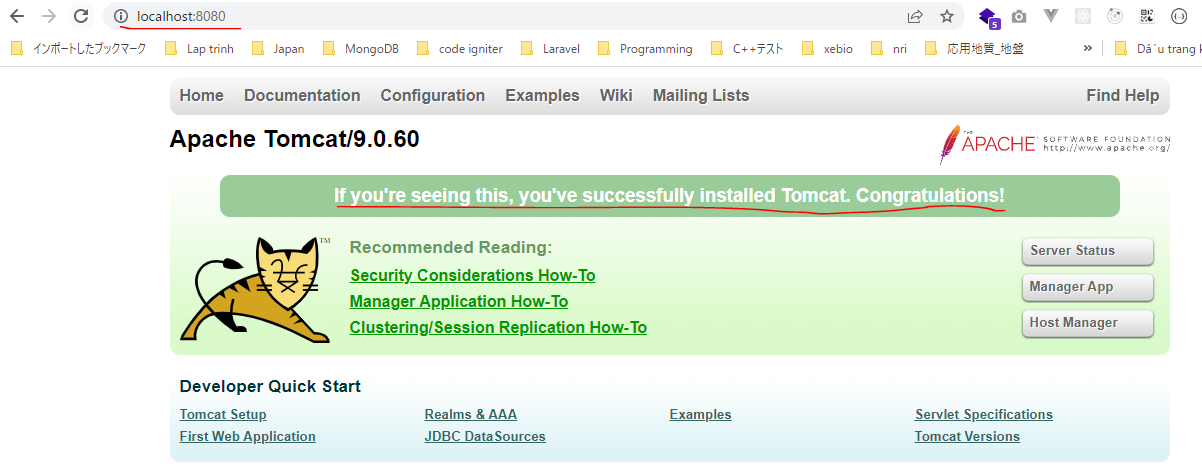 localhost:8080
5
インポートしたブックマーク Lap trinh Japan MongoDB code igniter Laravel Programming C++テスト xebio nri 応用地質_地盤 » Dâ´u trang k
Home Documentation Configuration Examples Wiki Mailing Lists Find Help
Apache Tomcat/9.0.60
THE
APACHE SOFTWARE FOUNDATION
http://www.apache.org/
If you're seeing this, you've successfully installed Tomcat. Congratulations!
TM
Recommended Reading:
Security Considerations How-To
Manager Application How-To
Clustering/Session Replication How-To
Server Status
Manager App
Host Manager
Developer Quick Start
Tomcat Setup Realms & AAA Examples Servlet Specifications
First Web Application JDBC DataSources Tomcat Versions